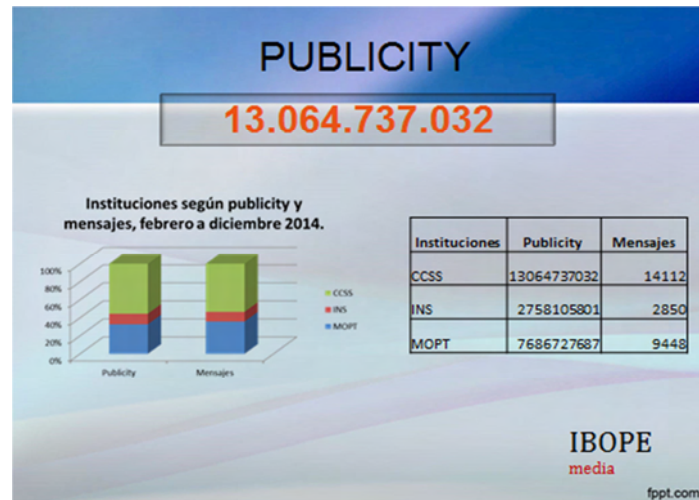 PUBLICITY
13.064.737.032
Instituciones según publicity y
mensajes, febrero a diciembre 2014.
100%
80%
60%
40%
20%
0%
Publicity Mensajes
CCSS
INS
MOPT
Instituciones Publicity Mensajes
CCSS 13064737032 14112
INS 2758105801 2850
MOPT 7686727687 9448
IBOPE
media
fppt.com